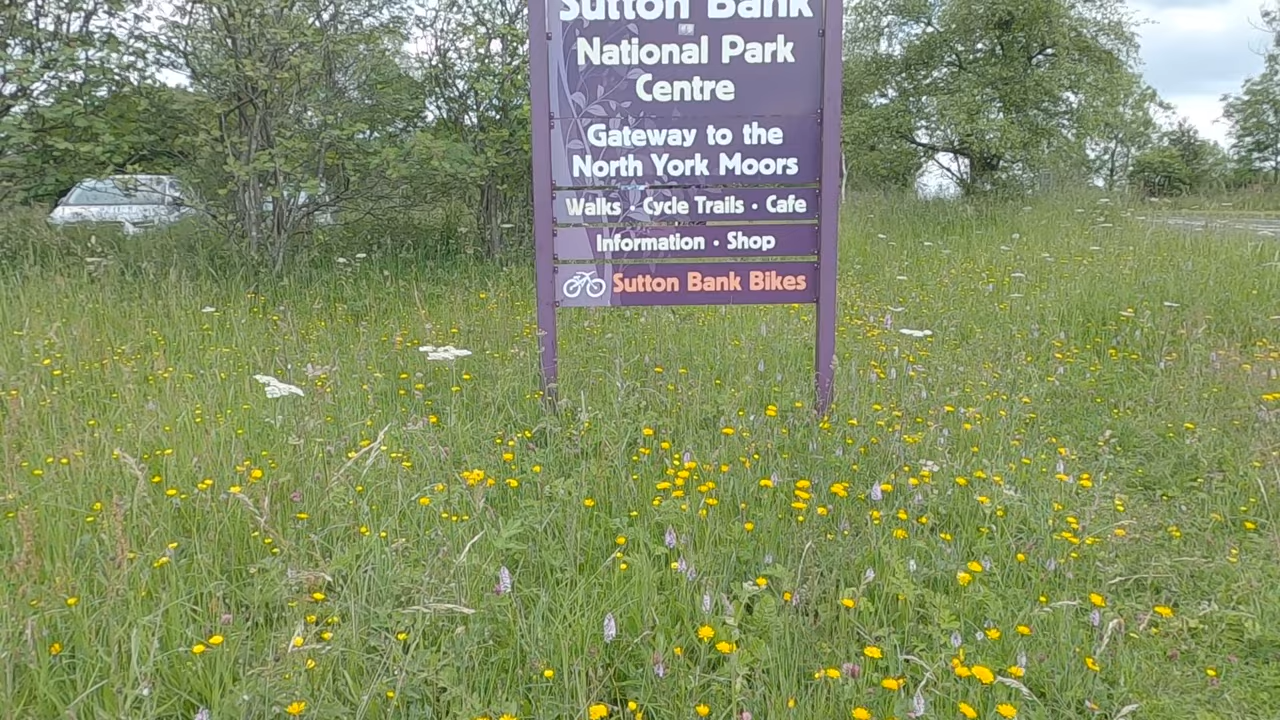 Sutton Bank
National Park
Centre
Gateway to the
North York Moors
Walks · Cycle Trails · Cafe
Information · Shop
Sutton Bank Bikes